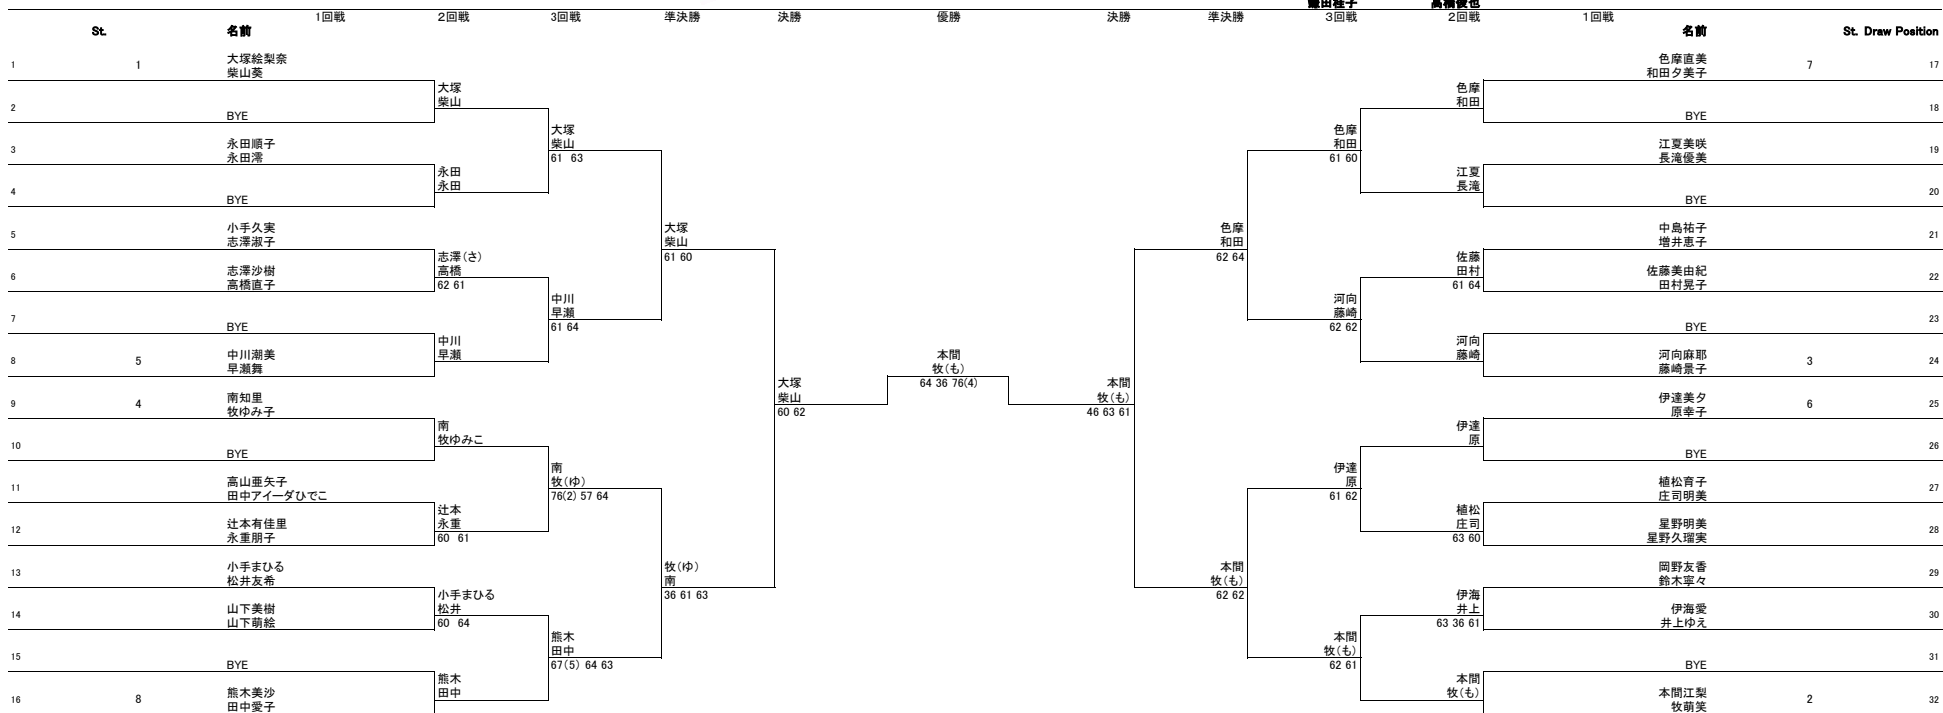 鎌田桂子 高橋俊也
1回戦 2回戦 3回戦 準決勝 決勝 優勝 決勝 準決勝 3回戦 2回戦 1回戦
St. 名前 名前 St. Draw Position
1 1 大塚絵梨奈
柴山葵
大塚
柴山
2 BYE
大塚
柴山
61 63
3 永田順子
永田澪
永田
永田
4 BYE
大塚
柴山
61 60
5 小手久実
志澤淑子
志澤(さ)
高橋
62 61
6 志澤沙樹
高橋直子
中川
早瀬
61 64
7 BYE
中川
早瀬
8 5 中川潮美
早瀬舞
大塚
柴山
60 62
9 4 南知里
牧ゆみ子
南
牧ゆみこ
10 BYE
南
牧(ゆ)
76(2) 57 64
11 高山亜矢子
田中アイーダひでこ
辻本
永重
60 61
12 辻本有佳里
永重朋子
牧(ゆ)
南
36 61 63
13 小手まひる
松井友希
小手まひる
松井
60 64
14 山下美樹
山下萌絵
熊木
田中
67(5) 64 63
15 BYE
熊木
田中
16 8 熊木美沙
田中愛子
本間
牧(も)
64 36 76(4)
色摩直美 7 17
和田夕美子
色摩
和田
BYE 18
色摩
和田
61 60
江夏美咲 19
長滝優美
江夏
長滝
BYE 20
色摩
和田
62 64
中島祐子 21
増井恵子
佐藤
田村
61 64
佐藤美由紀 22
田村晃子
河向
藤崎
62 62
BYE 23
河向
藤崎
河向麻耶 3 24
藤崎景子
本間
牧(も)
46 63 61
伊達美夕 6 25
原幸子
伊達
原
BYE 26
伊達
原
61 62
植松育子 27
庄司明美
植松
庄司
63 60
星野明美 28
星野久瑠実
本間
牧(も)
62 62
岡野友香 29
鈴木寧々
伊海
井上
63 36 61
伊海愛 30
井上ゆえ
本間
牧(も)
62 61
BYE 31
本間
牧(も)
本間江梨 2 32
牧萌笑